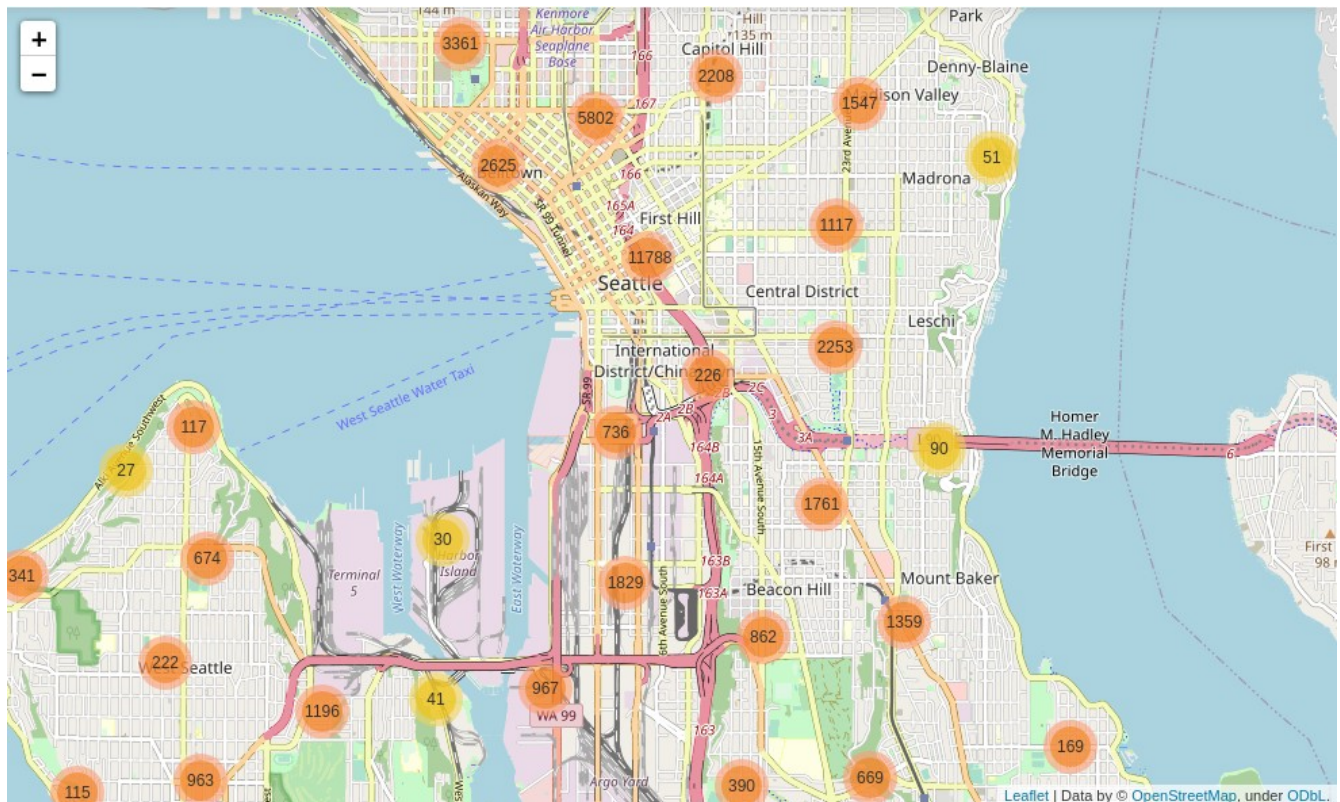 144 m
Kenmore
Air Harbor
Seaplane
Base
Hill
135 m
Park
+
−
3361
166
Capitol Hill
2208
Denny-Blaine
1547
Madison Valley
167
5802
23rd Avenue
51
2625
Belltown
166
Madrona
Alaskan Way
165A
SR 99 Tunnel
First Hill
164
1117
11788
Seattle
Central District
Leschi
International
District/Chinatown
2253
226
SR 99
2C
West Seattle Water Taxi
Alki Avenue Southwest
117
736
2A
2B
3
3A
164B
90
Homer
M. Hadley
Memorial
Bridge
6
27
15th Avenue South
164A
1761
30
Harbor
Island
674
341
Terminal
5
West Waterway
East Waterway
1829
163B
163A
6th Avenue South
Beacon Hill
Mount Baker
First
98 m
1359
862
222
West Seattle
967
WA 99
41
1196
163
169
963
115
Argo Yard
390
669
Leaflet | Data by © OpenStreetMap, under ODbL.